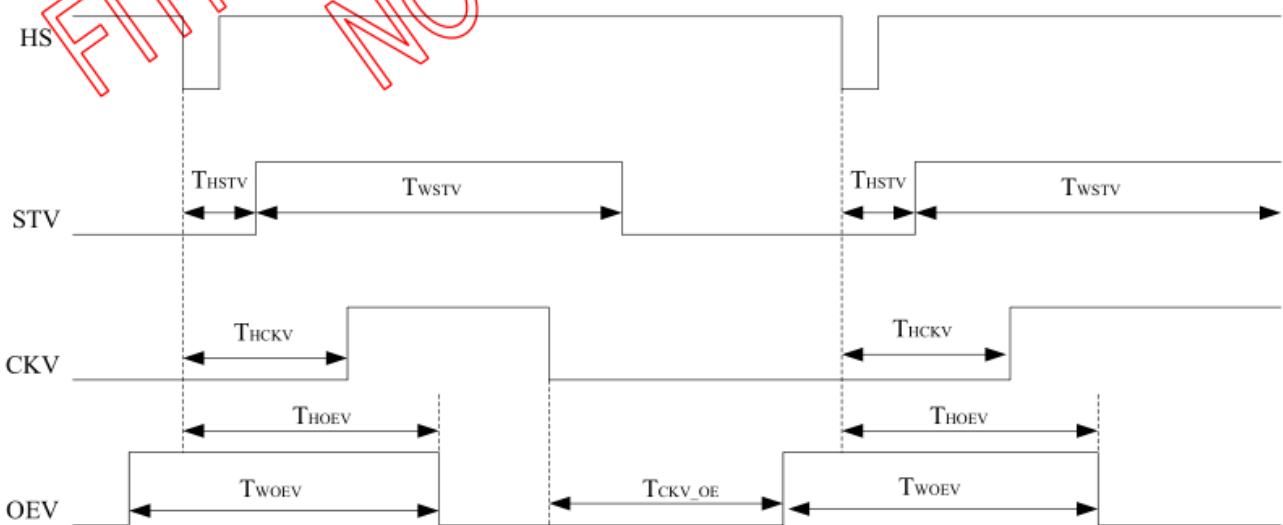 HS
THSTV TWSTV THSTV TWSTV
STV
THCKV THCKV
CKV
THOEV THOEV
TWOEV TCKV_OE TWOEV
OEV